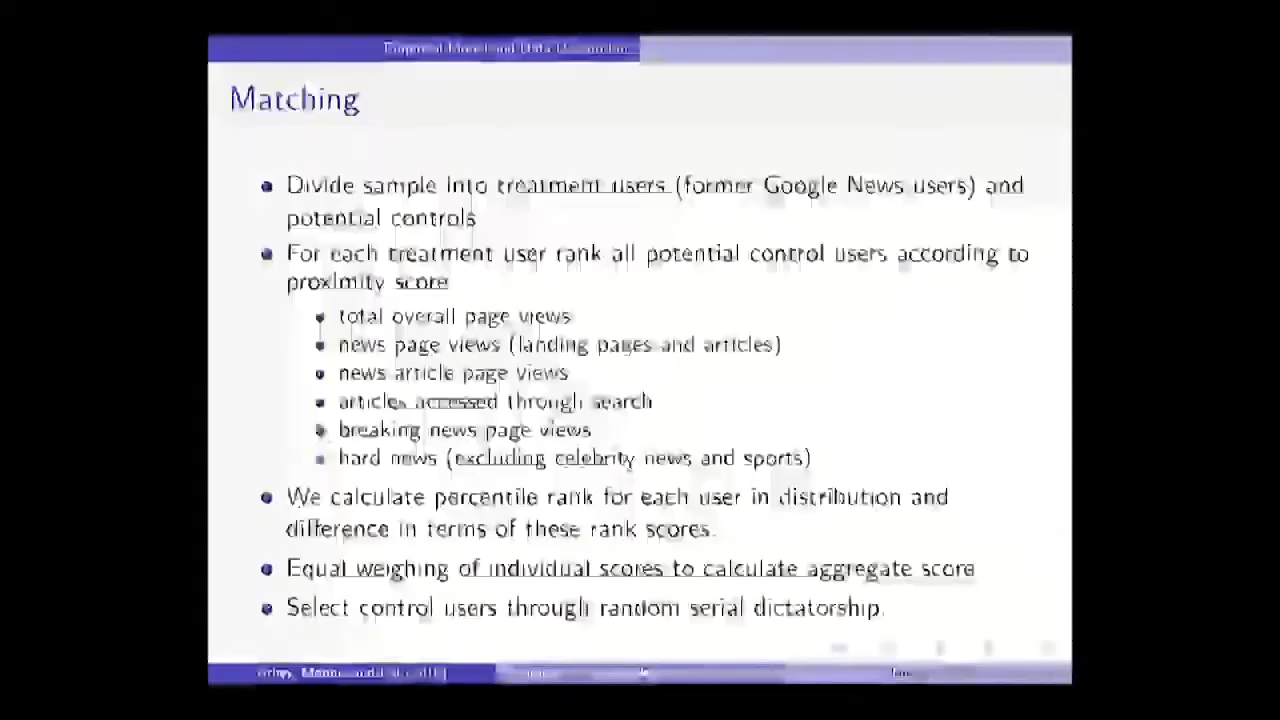 Matching
Divide sample into treatment users (former Google News users) and
potential controls
For each treatment user rank all potential control users according to
proximity score
total overall page views
news page views (landing pages and articles)
news article page views
articles accessed through search
breaking news page views
hard news (excluding celebrity news and sports)
We calculate percentile rank for each user in distribution and
difference in terms of these rank scores.
Equal weighing of individual scores to calculate aggregate score
Select control users through random serial dictatorship.